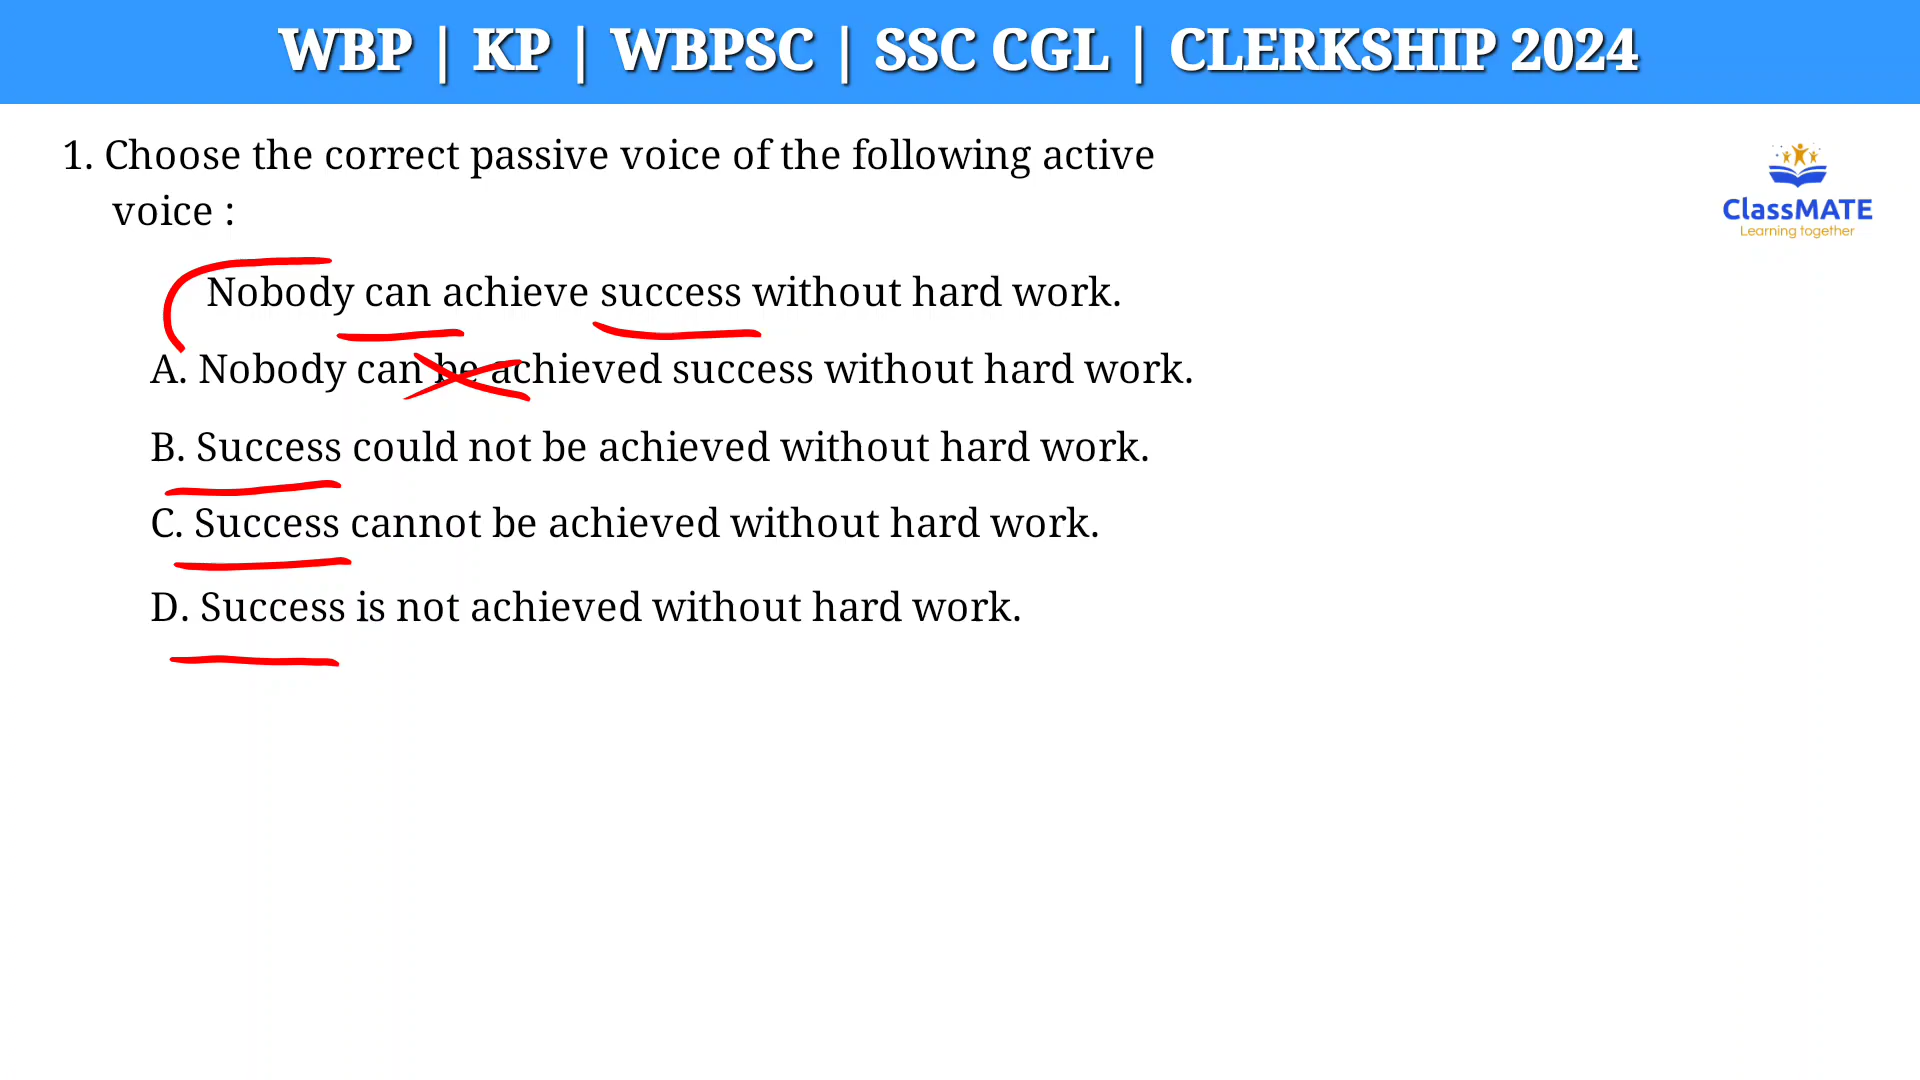 WBP | KP | WBPSC | SSC CGL | CLERKSHIP 2024
1. Choose the correct passive voice of the following active
voice :
ClassMATE
Learning together
Nobody can achieve success without hard work.
A. Nobody can be achieved success without hard work.
B. Success could not be achieved without hard work.
C. Success cannot be achieved without hard work.
D. Success is not achieved without hard work.